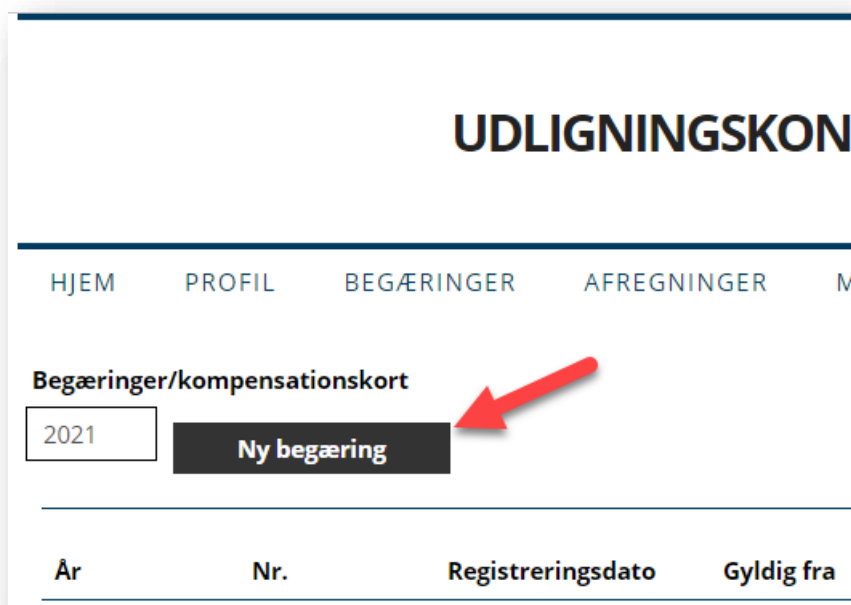 UDLIGNINGSKON
HJEM PROFIL BEGÆRINGER AFREGNINGER M
Begæringer/kompensationskort
2021 Ny begæring
År Nr. Registreringsdato Gyldig fra